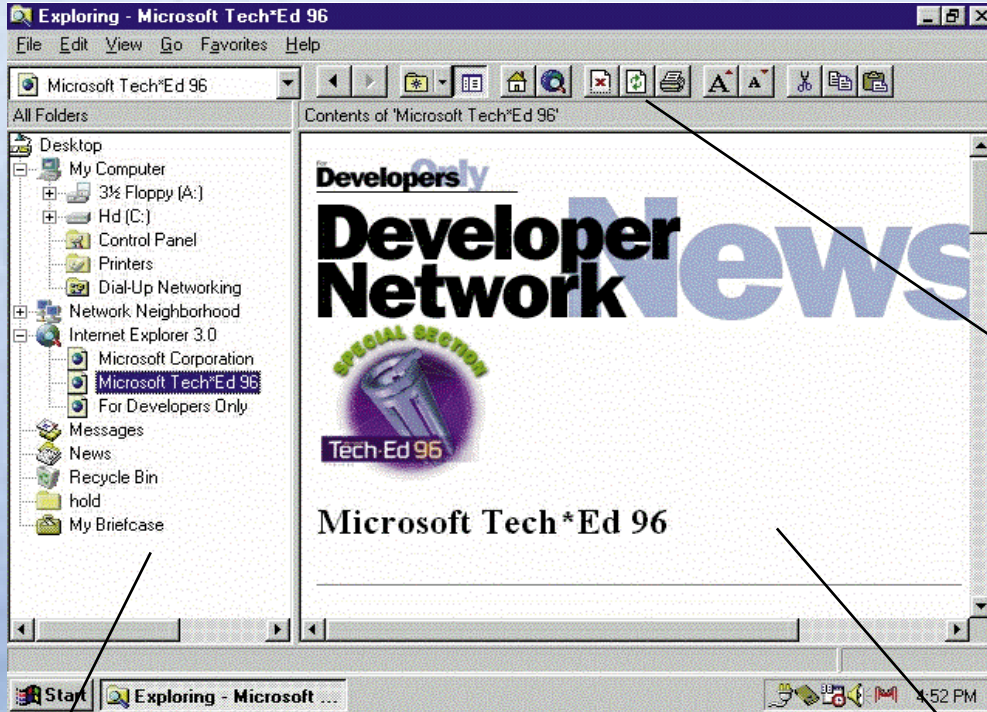 Exploring - Microsoft Tech*Ed 96
File Edit View Go Favorites Help
Microsoft Tech*Ed 96
All Folders
Contents of 'Microsoft Tech*Ed 96'
Desktop
My Computer
3½ Floppy (A:)
Hd (C:)
Control Panel
Printers
Dial-Up Networking
Network Neighborhood
Internet Explorer 3.0
Microsoft Corporation
Microsoft Tech*Ed 96
For Developers Only
Messages
News
Recycle Bin
hold
My Briefcase
for
Developers Only
Developer News
Network
SPECIAL SECTION
Tech·Ed 96
Microsoft Tech*Ed 96
Start
Exploring - Microsoft ...
4:52 PM